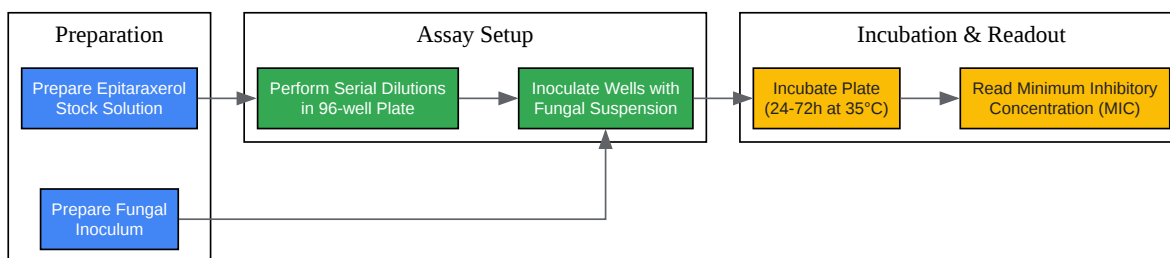 Preparation
Prepare Epitaraxerol
Stock Solution
Prepare Fungal
Inoculum
Assay Setup
Perform Serial Dilutions
in 96-well Plate
Inoculate Wells with
Fungal Suspension
Incubation & Readout
Incubate Plate
(24-72h at 35°C)
Read Minimum Inhibitory
Concentration (MIC)